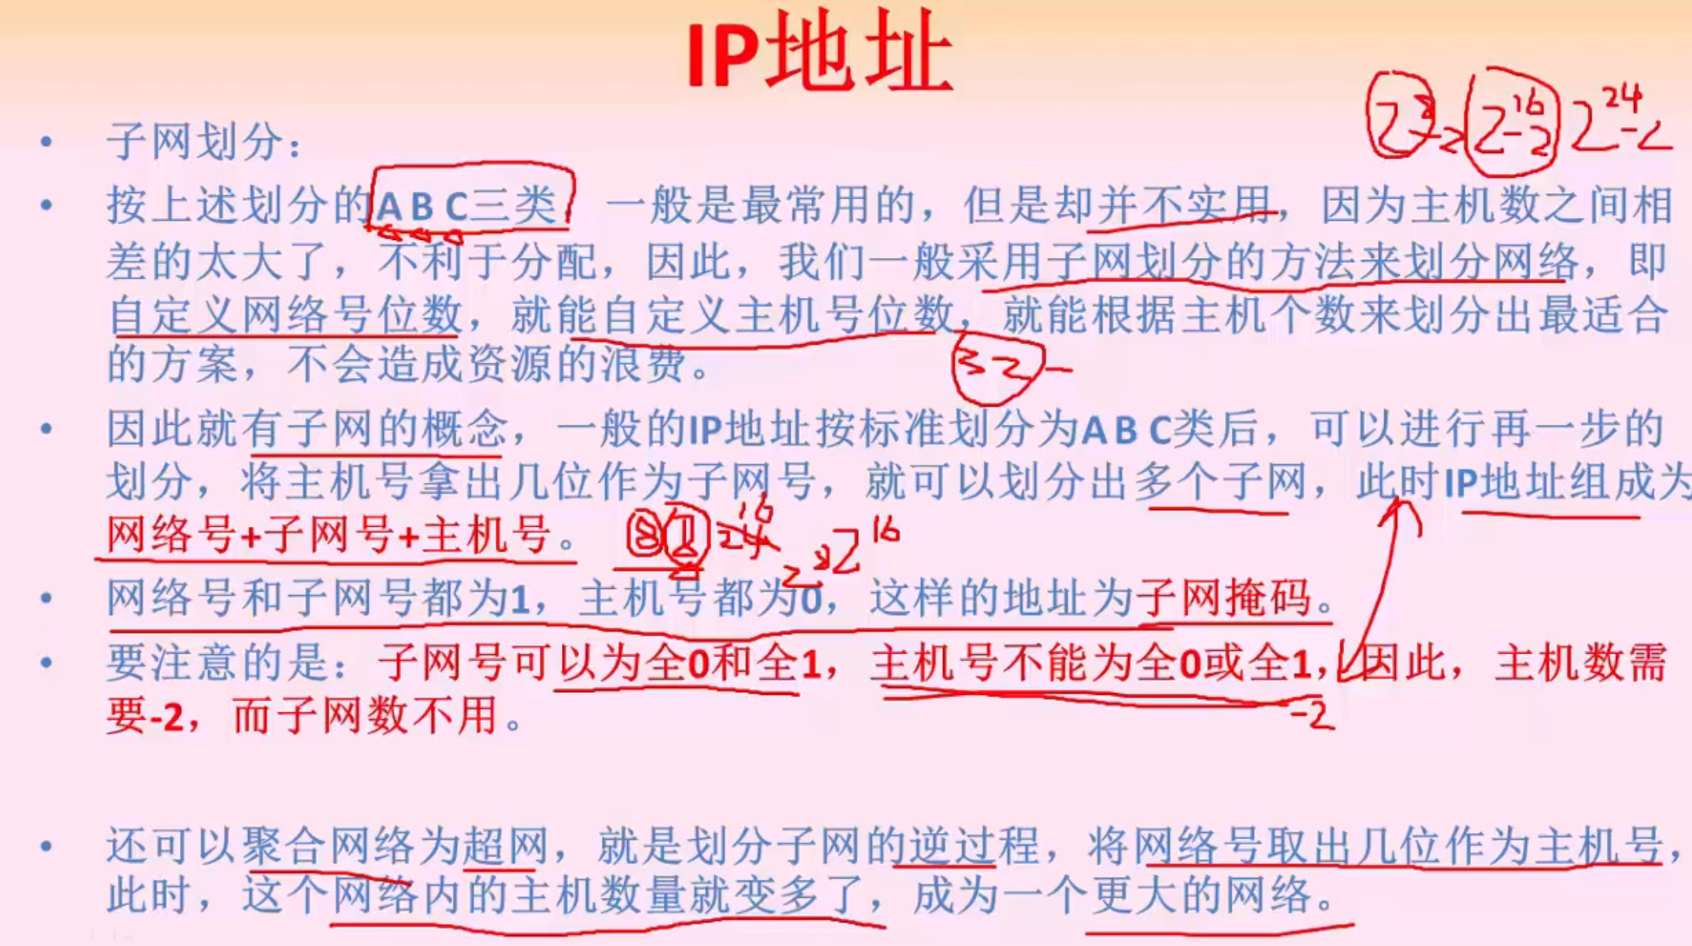 IP地址
2⁸-2 2¹⁶-2 2²⁴-2
• 子网划分：
• 按上述划分的A B C三类，一般是最常用的，但是却并不实用，因为主机数之间相
差的太大了，不利于分配，因此，我们一般采用子网划分的方法来划分网络，即
自定义网络号位数，就能自定义主机号位数，就能根据主机个数来划分出最适合
的方案，不会造成资源的浪费。
32-
• 因此就有子网的概念，一般的IP地址按标准划分为A B C类后，可以进行再一步的
划分，将主机号拿出几位作为子网号，就可以划分出多个子网，此时IP地址组成为
网络号+子网号+主机号。
8 8 24 16
2⁸ 2¹⁶
• 网络号和子网号都为1，主机号都为0，这样的地址为子网掩码。
• 要注意的是：子网号可以为全0和全1，主机号不能为全0或全1，因此，主机数需
要-2，而子网数不用。
-2
• 还可以聚合网络为超网，就是划分子网的逆过程，将网络号取出几位作为主机号，
此时，这个网络内的主机数量就变多了，成为一个更大的网络。